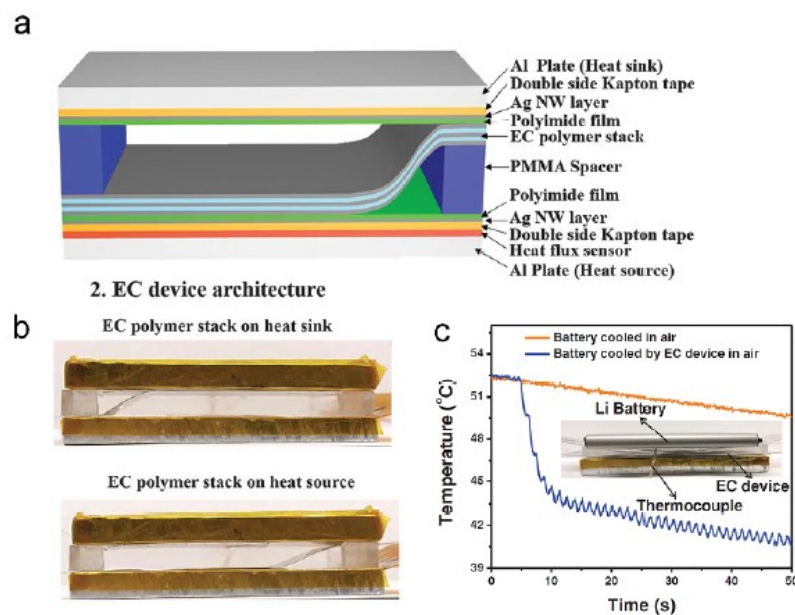 a
Al Plate (Heat sink)
Double side Kapton tape
Ag NW layer
Polyimide film
EC polymer stack
PMMA Spacer
Polyimide film
Ag NW layer
Double side Kapton tape
Heat flux sensor
Al Plate (Heat source)
2. EC device architecture
b
EC polymer stack on heat sink
EC polymer stack on heat source
c
Battery cooled in air
Battery cooled by EC device in air
Temperature (°C)
54
51
48
45
42
39
Li Battery
EC device
Thermocouple
0
10
20
30
40
50
Time (s)